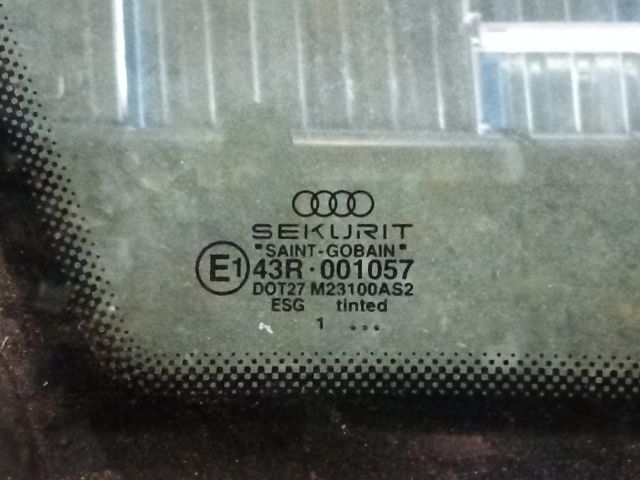 SEKURIT
"SAINT-GOBAIN"
E1 43R·001057
DOT27 M23100AS2
ESG tinted
1 ...